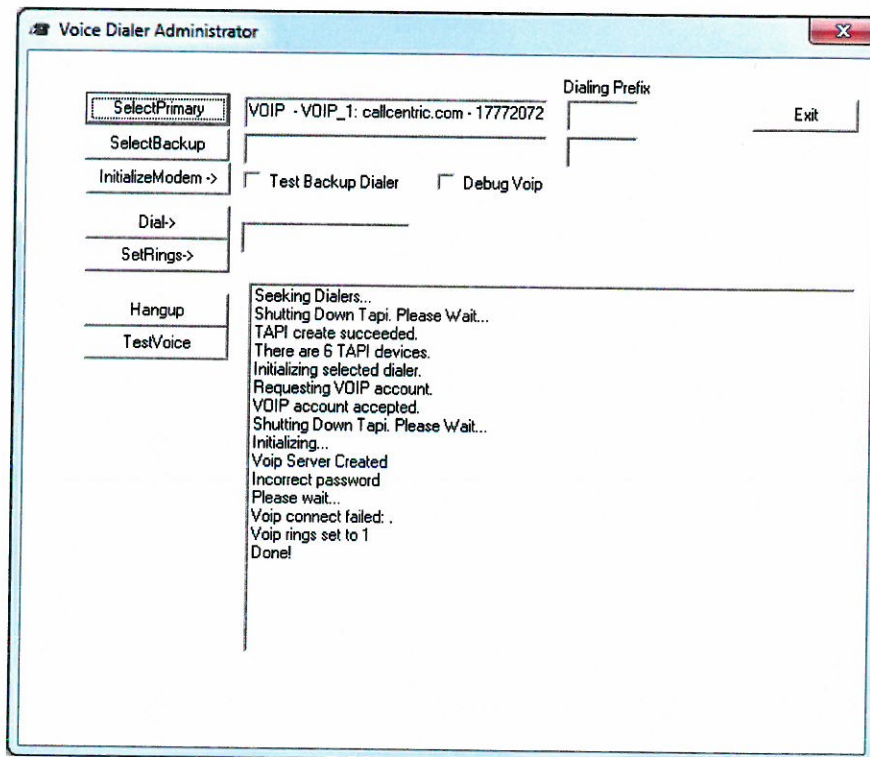 Voice Dialer Administrator
Dialing Prefix
SelectPrimary
VOIP - VOIP_1: callcentric.com - 17772072
Exit
SelectBackup
InitializeModem ->
Test Backup Dialer
Debug Voip
Dial->
SetRings->
Hangup
TestVoice
Seeking Dialers...
Shutting Down Tapi. Please Wait...
TAPI create succeeded.
There are 6 TAPI devices.
Initializing selected dialer.
Requesting VOIP account.
VOIP account accepted.
Shutting Down Tapi. Please Wait...
Initializing...
Voip Server Created
Incorrect password
Please wait...
Voip connect failed: .
Voip rings set to 1
Done!